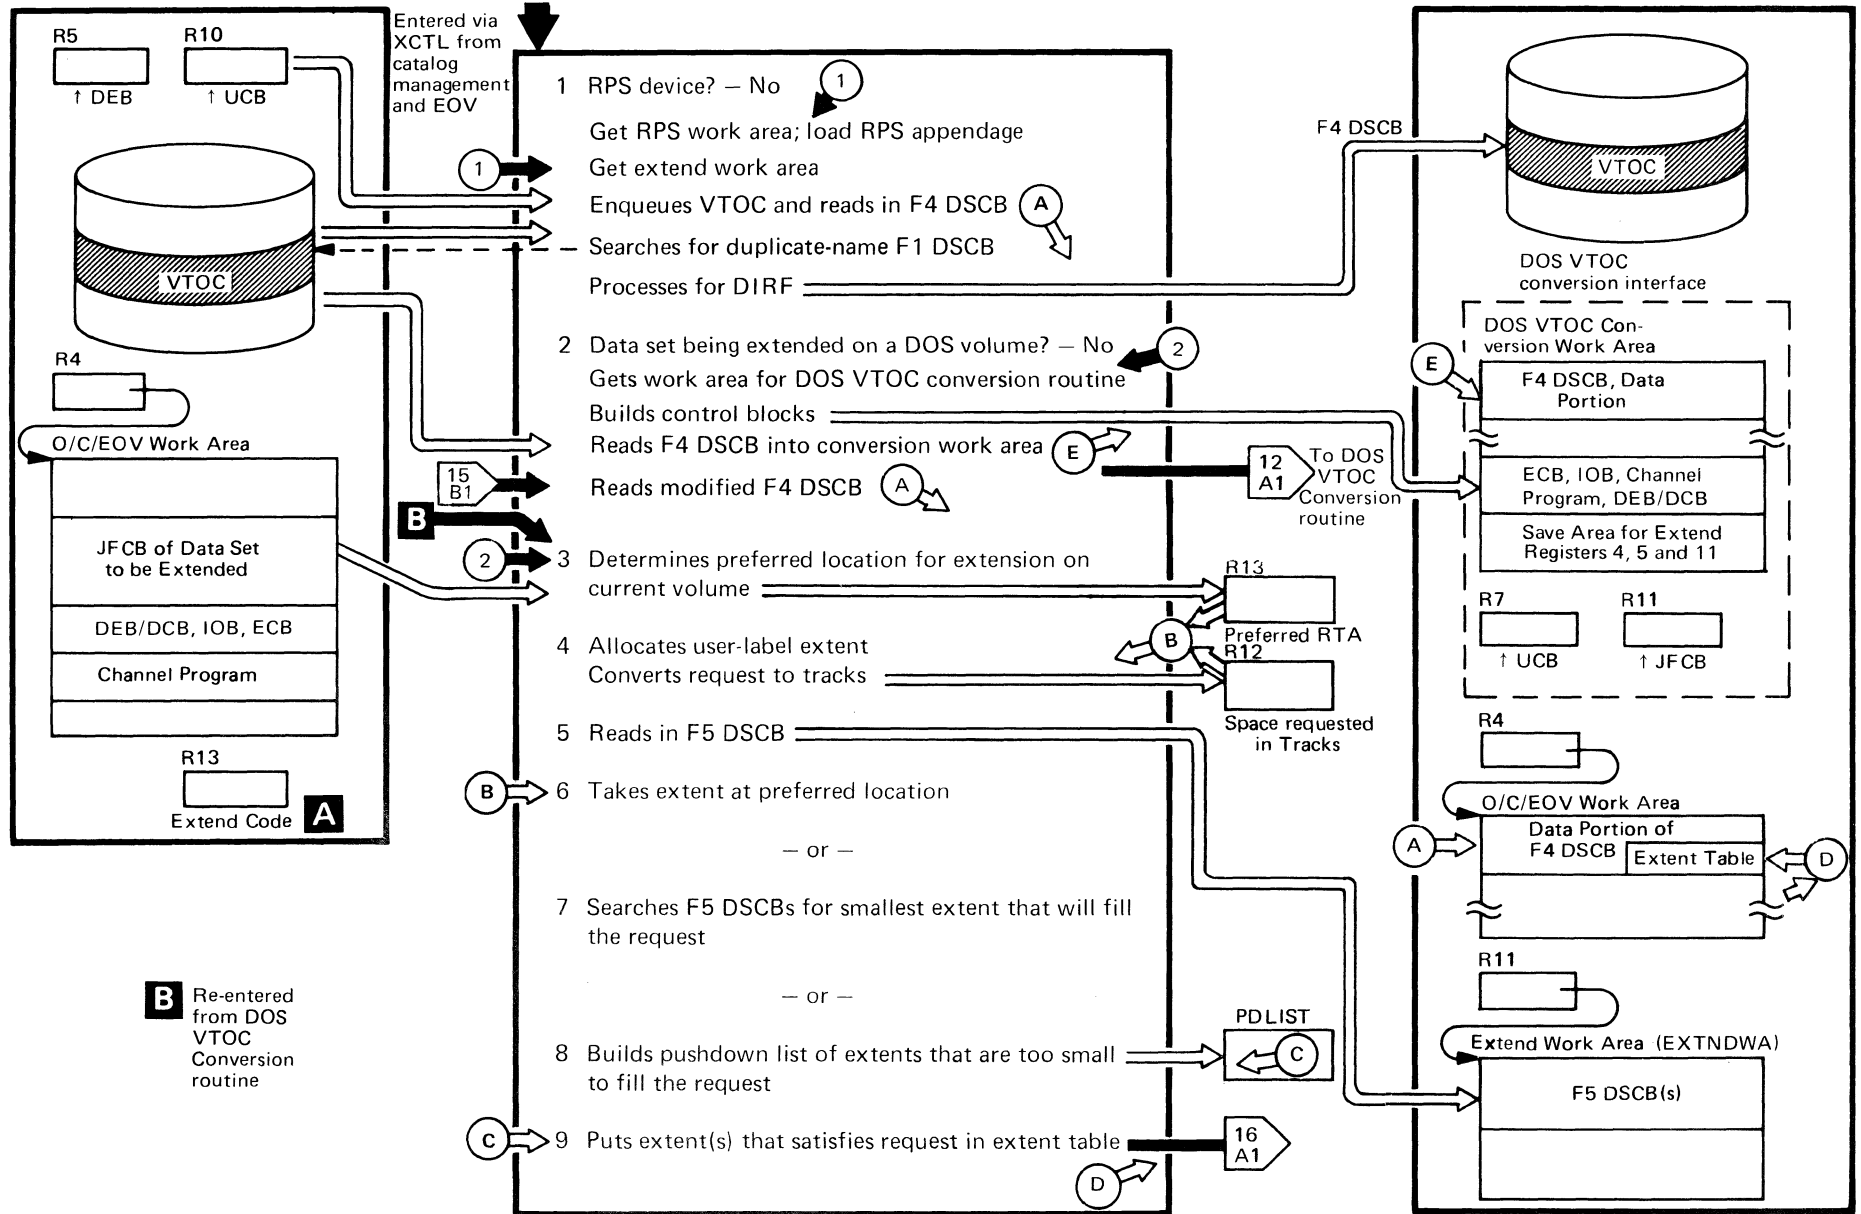 R5
R10
↑ DEB
↑ UCB
Entered via
XCTL from
catalog
management
and EOV
VTOC
R4
O/C/EOV Work Area
JFCB of Data Set
to be Extended
DEB/DCB, IOB, ECB
Channel Program
R13
Extend Code
A
B
Re-entered
from DOS
VTOC
Conversion
routine
1 RPS device? — No
1
Get RPS work area; load RPS appendage
1
Get extend work area
Enqueues VTOC and reads in F4 DSCB
A
Searches for duplicate-name F1 DSCB
Processes for DIRF
2 Data set being extended on a DOS volume? — No
2
Gets work area for DOS VTOC conversion routine
Builds control blocks
Reads F4 DSCB into conversion work area
E
15
B1
Reads modified F4 DSCB
A
12
A1
To DOS
VTOC
Conversion
routine
B
2
3 Determines preferred location for extension on
current volume
R13
Preferred RTA
B
4 Allocates user-label extent
Converts request to tracks
R12
Space requested
in Tracks
5 Reads in F5 DSCB
B
6 Takes extent at preferred location
— or —
7 Searches F5 DSCBs for smallest extent that will fill
the request
— or —
8 Builds pushdown list of extents that are too small
to fill the request
PDLIST
C
C
9 Puts extent(s) that satisfies request in extent table
D
16
A1
F4 DSCB
VTOC
DOS VTOC
conversion interface
DOS VTOC Con-
version Work Area
E
F4 DSCB, Data
Portion
ECB, IOB, Channel
Program, DEB/DCB
Save Area for Extend
Registers 4, 5 and 11
R7
R11
↑ UCB
↑ JFCB
R4
O/C/EOV Work Area
A
Data Portion of
F4 DSCB
Extent Table
D
R11
Extend Work Area (EXTNDWA)
F5 DSCB(s)